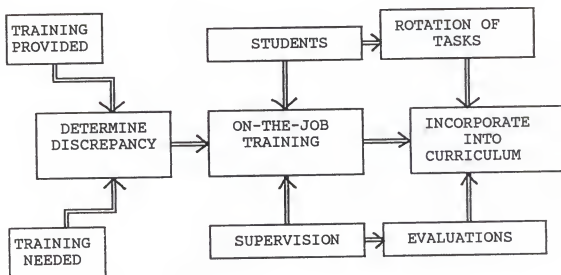 TRAINING
PROVIDED
STUDENTS
ROTATION OF
TASKS
DETERMINE
DISCREPANCY
ON-THE-JOB
TRAINING
INCORPORATE
INTO
CURRICULUM
TRAINING
NEEDED
SUPERVISION
EVALUATIONS